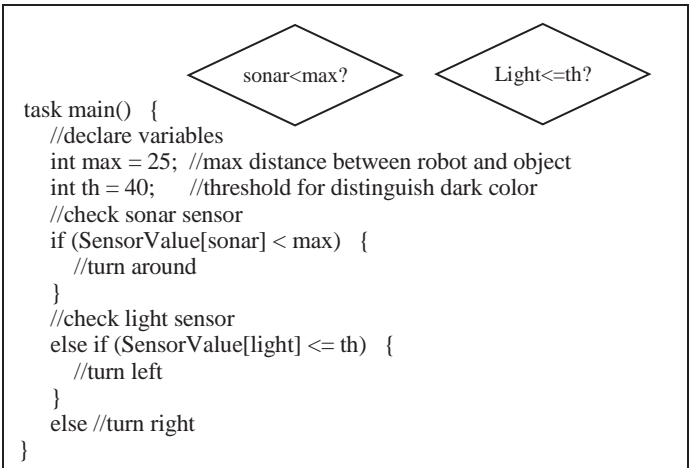 sonar<max?
Light<=th?
task main()   {
//declare variables
int max = 25;  //max distance between robot and object
int th = 40;    //threshold for distinguish dark color
//check sonar sensor
if (SensorValue[sonar] < max)   {
//turn around
}
//check light sensor
else if (SensorValue[light] <= th)   {
//turn left
}
else //turn right
}